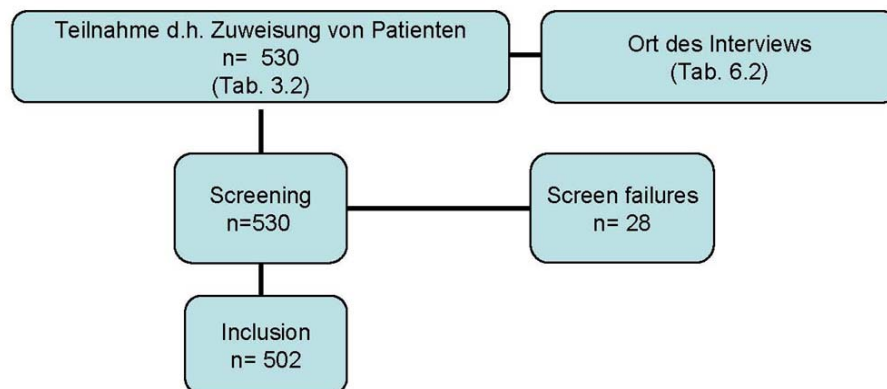 Teilnahme d.h. Zuweisung von Patienten
n= 530
(Tab. 3.2)
Ort des Interviews
(Tab. 6.2)
Screening
n=530
Screen failures
n= 28
Inclusion
n= 502